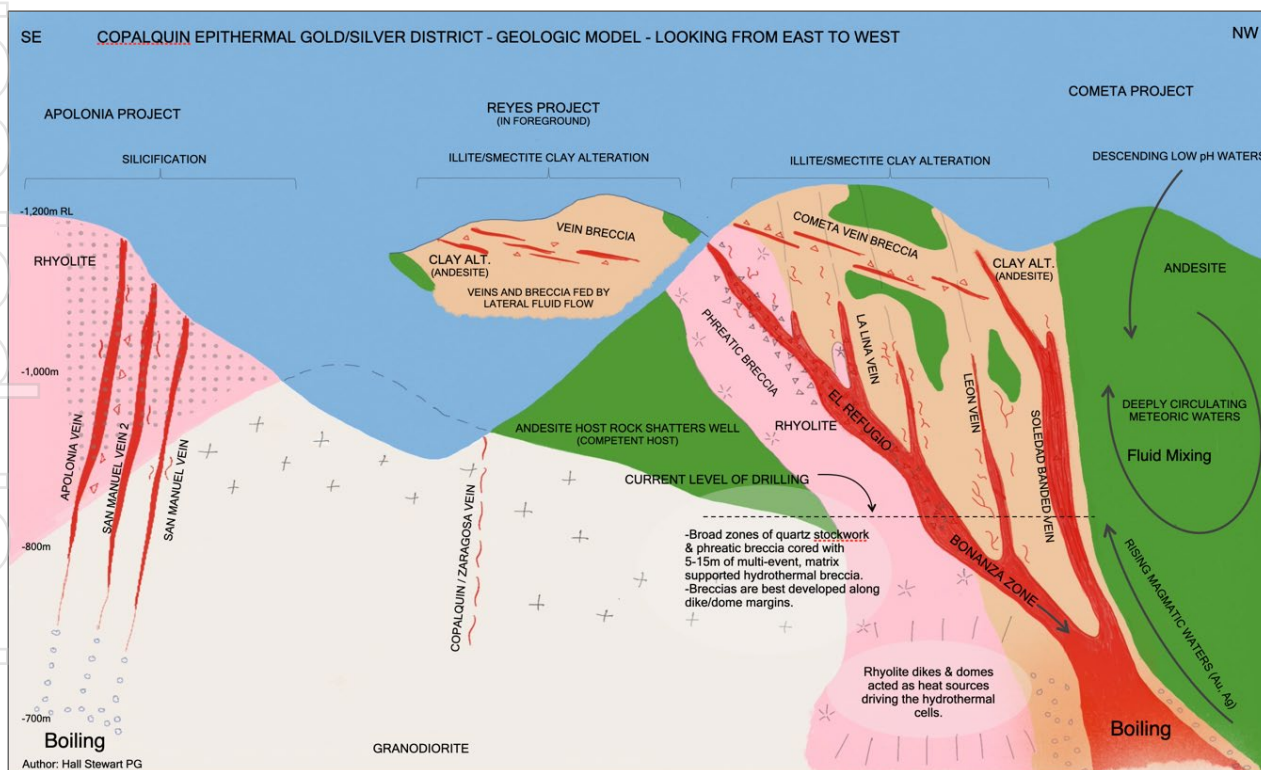 SE
COPALQUIN EPITHERMAL GOLD/SILVER DISTRICT - GEOLOGIC MODEL - LOOKING FROM EAST TO WEST
NW
APOLONIA PROJECT
REYES PROJECT
(IN FOREGROUND)
COMETA PROJECT
SILICIFICATION
ILLITE/SMECTITE CLAY ALTERATION
ILLITE/SMECTITE CLAY ALTERATION
DESCENDING LOW pH WATERS
-1,200m RL
RHYOLITE
VEIN BRECCIA
CLAY ALT.
(ANDESITE)
VEINS AND BRECCIA FED BY
LATERAL FLUID FLOW
COMETA VEIN BRECCIA
CLAY ALT.
(ANDESITE)
ANDESITE
-1,000m
PHREATIC BRECCIA
LA LINA VEIN
EL REFUGIO
RHYOLITE
LEON VEIN
SOLEDAD BANDED VEIN
DEEPLY CIRCULATING
METEORIC WATERS
Fluid Mixing
APOLONIA VEIN
SAN MANUEL VEIN 2
SAN MANUEL VEIN
ANDESITE HOST ROCK SHATTERS WELL
(COMPETENT HOST)
CURRENT LEVEL OF DRILLING
-800m
COPALQUIN / ZARAGOSA VEIN
-Broad zones of quartz stockwork
& phreatic breccia cored with
5-15m of multi-event, matrix
supported hydrothermal breccia.
-Breccias are best developed along
dike/dome margins.
BONANZA ZONE
RISING MAGMATIC WATERS (Au, Ag)
Rhyolite dikes & domes
acted as heat sources
driving the hydrothermal
cells.
-700m
Boiling
GRANODIORITE
Boiling
Author: Hall Stewart PG